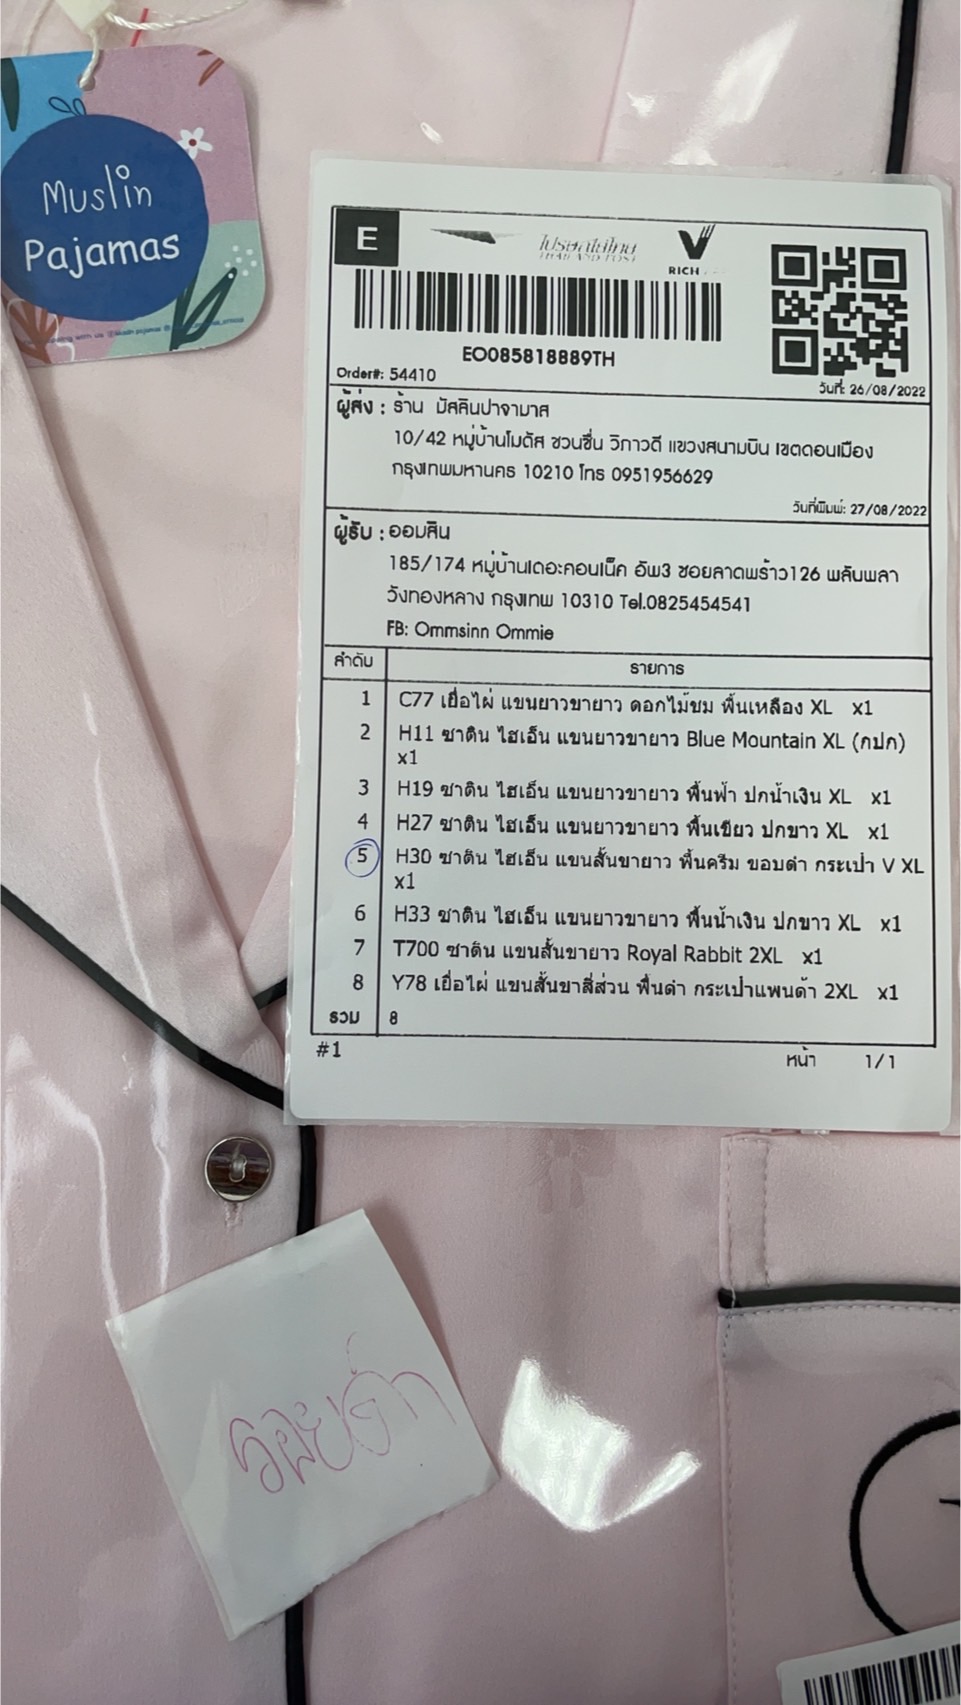 Muslin
Pajamas
E
ไปรษณีย์ไทย
THAILAND POST
RICH
EO085818889TH
Order#: 54410
วันที่: 26/08/2022
ผู้ส่ง : ร้าน มัสลินปาจามาส
10/42 หมู่บ้านโมดัส ชวนชื่น วิภาวดี แขวงสนามบิน เขตดอนเมือง
กรุงเทพมหานคร 10210 โทร 0951956629
วันที่พิมพ์: 27/08/2022
ผู้รับ : ออมสิน
185/174 หมู่บ้านเดอะคอนเน็ค อัพ3 ซอยลาดพร้าว126 พลับพลา
วังทองหลาง กรุงเทพ 10310 Tel.0825454541
FB: Ommsinn Ommie
ลำดับ รายการ
1 C77 เยื่อไผ่ แขนยาวขายาว ดอกไม้ชม พื้นเหลือง XL x1
2 H11 ซาติน ไฮเอ็น แขนยาวขายาว Blue Mountain XL (กปก)
x1
3 H19 ซาติน ไฮเอ็น แขนยาวขายาว พื้นฟ้า ปกน้ำเงิน XL x1
4 H27 ซาติน ไฮเอ็น แขนยาวขายาว พื้นเขียว ปกขาว XL x1
5 H30 ซาติน ไฮเอ็น แขนสั้นขายาว พื้นครีม ขอบดำ กระเป๋า V XL
x1
6 H33 ซาติน ไฮเอ็น แขนยาวขายาว พื้นน้ำเงิน ปกขาว XL x1
7 T700 ซาติน แขนสั้นขายาว Royal Rabbit 2XL x1
8 Y78 เยื่อไผ่ แขนสั้นขาสี่ส่วน พื้นดำ กระเป๋าแพนด้า 2XL x1
รวม 8
#1 หน้า 1/1